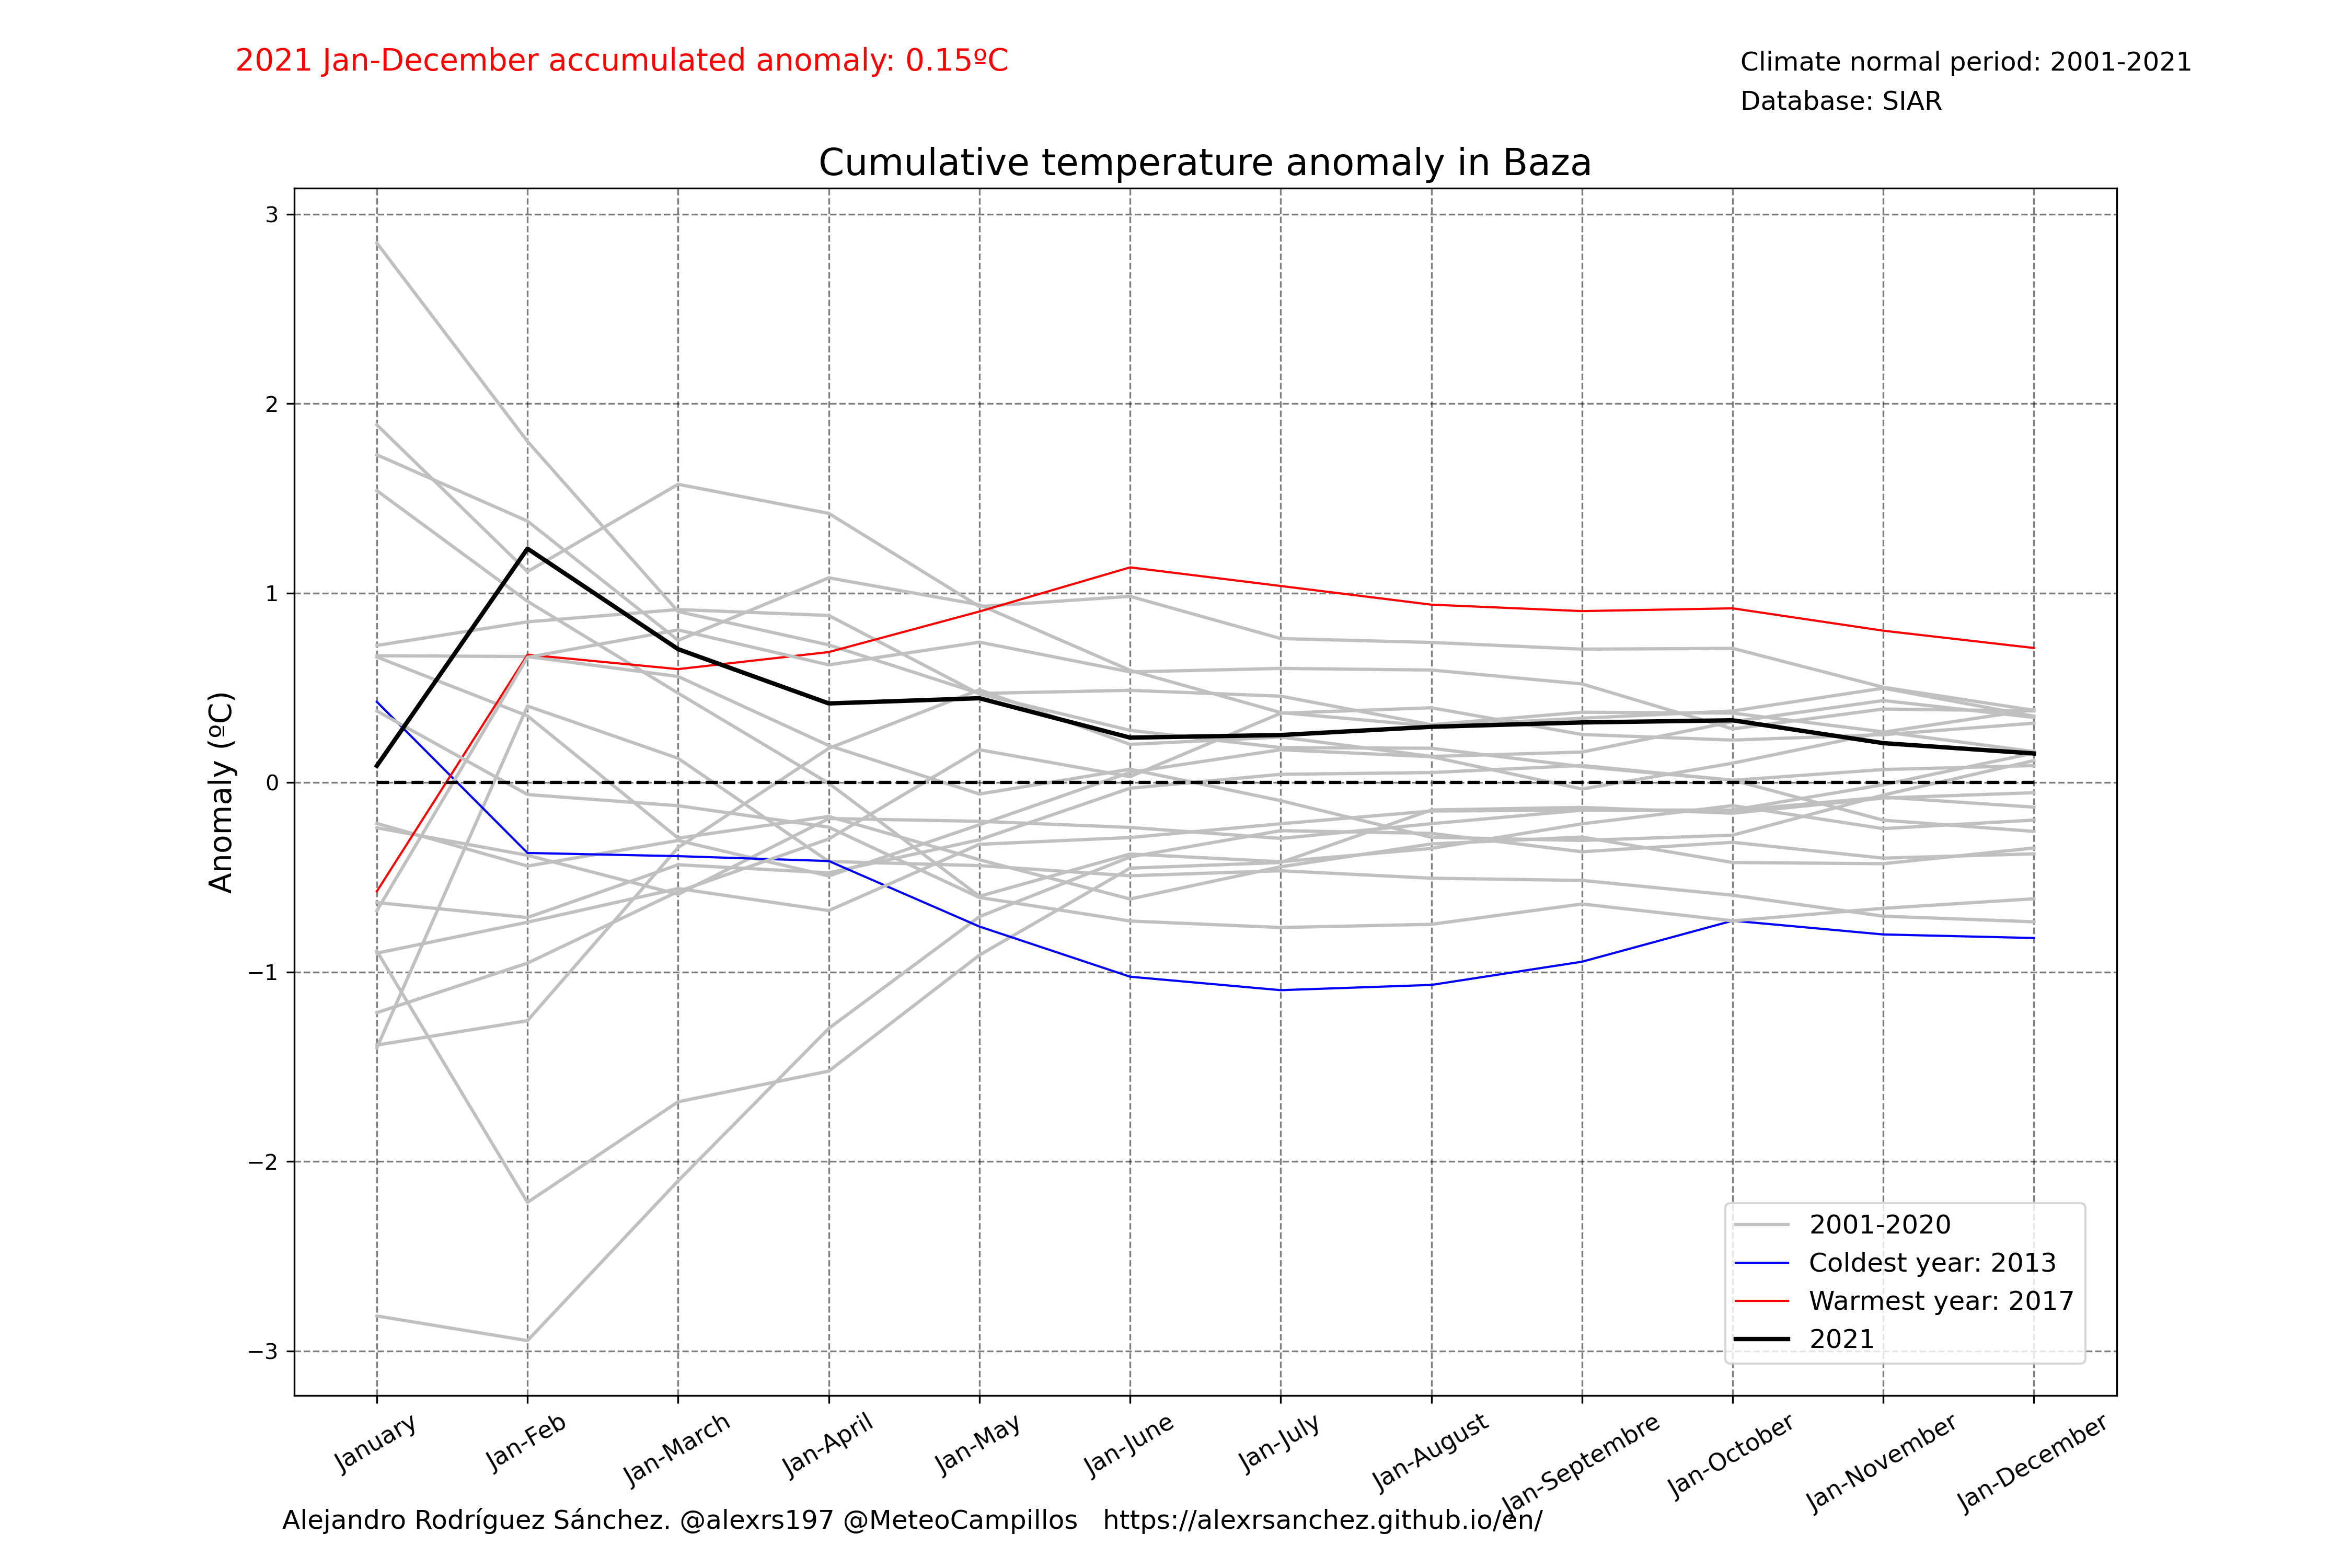 2021 Jan-December accumulated anomaly: 0.15ºC
Climate normal period: 2001-2021
Database: SIAR
Cumulative temperature anomaly in Baza
Anomaly (ºC)
3
2
1
0
−1
−2
−3
2001-2020
Coldest year: 2013
Warmest year: 2017
2021
January
Jan-Feb
Jan-March
Jan-April
Jan-May
Jan-June
Jan-July
Jan-August
Jan-Septembre
Jan-October
Jan-November
Jan-December
Alejandro Rodríguez Sánchez. @alexrs197 @MeteoCampillos https://alexrsanchez.github.io/en/